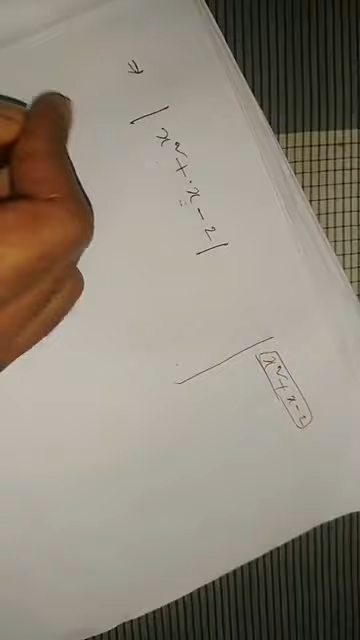 ⇒ |x² + x - 2|
x² + x - 2